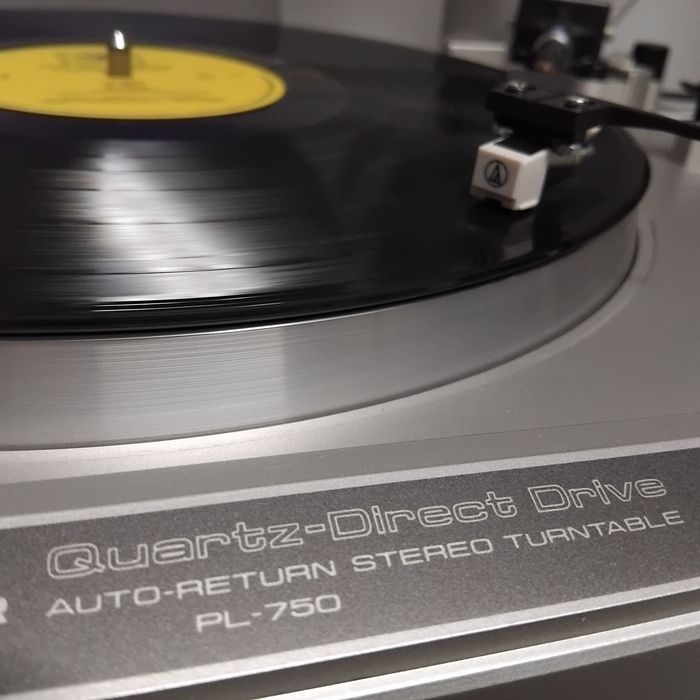 Quartz-Direct Drive
AUTO-RETURN STEREO TURNTABLE
PL-750